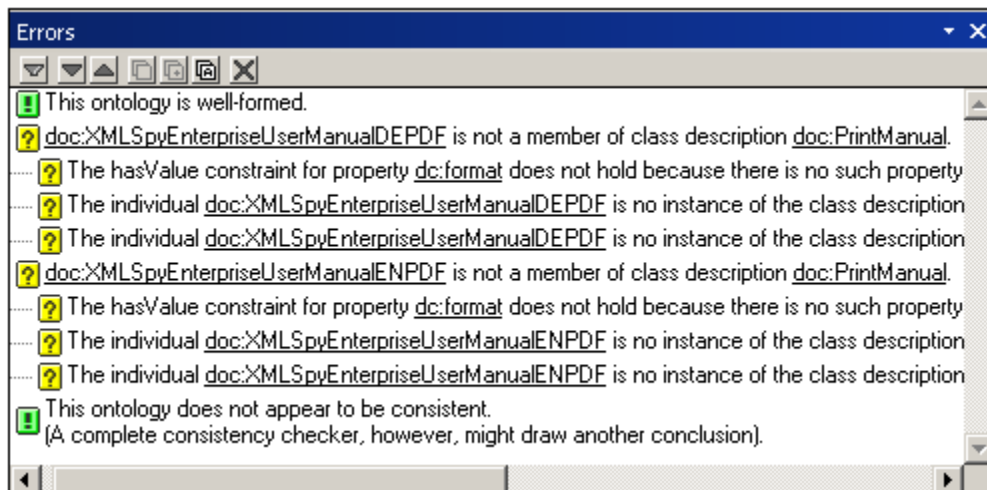 Errors
This ontology is well-formed.
doc:XMLSpyEnterpriseUserManualDEPDF is not a member of class description doc:PrintManual.
The hasValue constraint for property dc:format does not hold because there is no such property
The individual doc:XMLSpyEnterpriseUserManualDEPDF is no instance of the class description
The individual doc:XMLSpyEnterpriseUserManualDEPDF is no instance of the class description
doc:XMLSpyEnterpriseUserManualENPDF is not a member of class description doc:PrintManual.
The hasValue constraint for property dc:format does not hold because there is no such property
The individual doc:XMLSpyEnterpriseUserManualENPDF is no instance of the class description
The individual doc:XMLSpyEnterpriseUserManualENPDF is no instance of the class description
This ontology does not appear to be consistent.
(A complete consistency checker, however, might draw another conclusion).